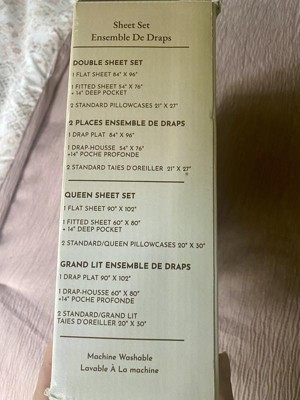 Sheet Set
Ensemble De Draps
DOUBLE SHEET SET
1 FLAT SHEET 84" X 96"
1 FITTED SHEET 54" X 76"
+ 14" DEEP POCKET
2 STANDARD PILLOWCASES 21" X 27"
2 PLACES ENSEMBLE DE DRAPS
1 DRAP PLAT 84" X 96"
1 DRAP-HOUSSE 54" X 76"
+14" POCHE PROFONDE
2 STANDARD TAIES D'OREILLER 21" X 27"
QUEEN SHEET SET
1 FLAT SHEET 90" X 102"
1 FITTED SHEET 60" X 80"
+ 14" DEEP POCKET
2 STANDARD/QUEEN PILLOWCASES 20" X 30"
GRAND LIT ENSEMBLE DE DRAPS
1 DRAP PLAT 90" X 102"
1 DRAP-HOUSSE 60" X 80"
+14" POCHE PROFONDE
2 STANDARD/GRAND LIT
TAIES D'OREILLER 20" X 30"
Machine Washable
Lavable À La machine